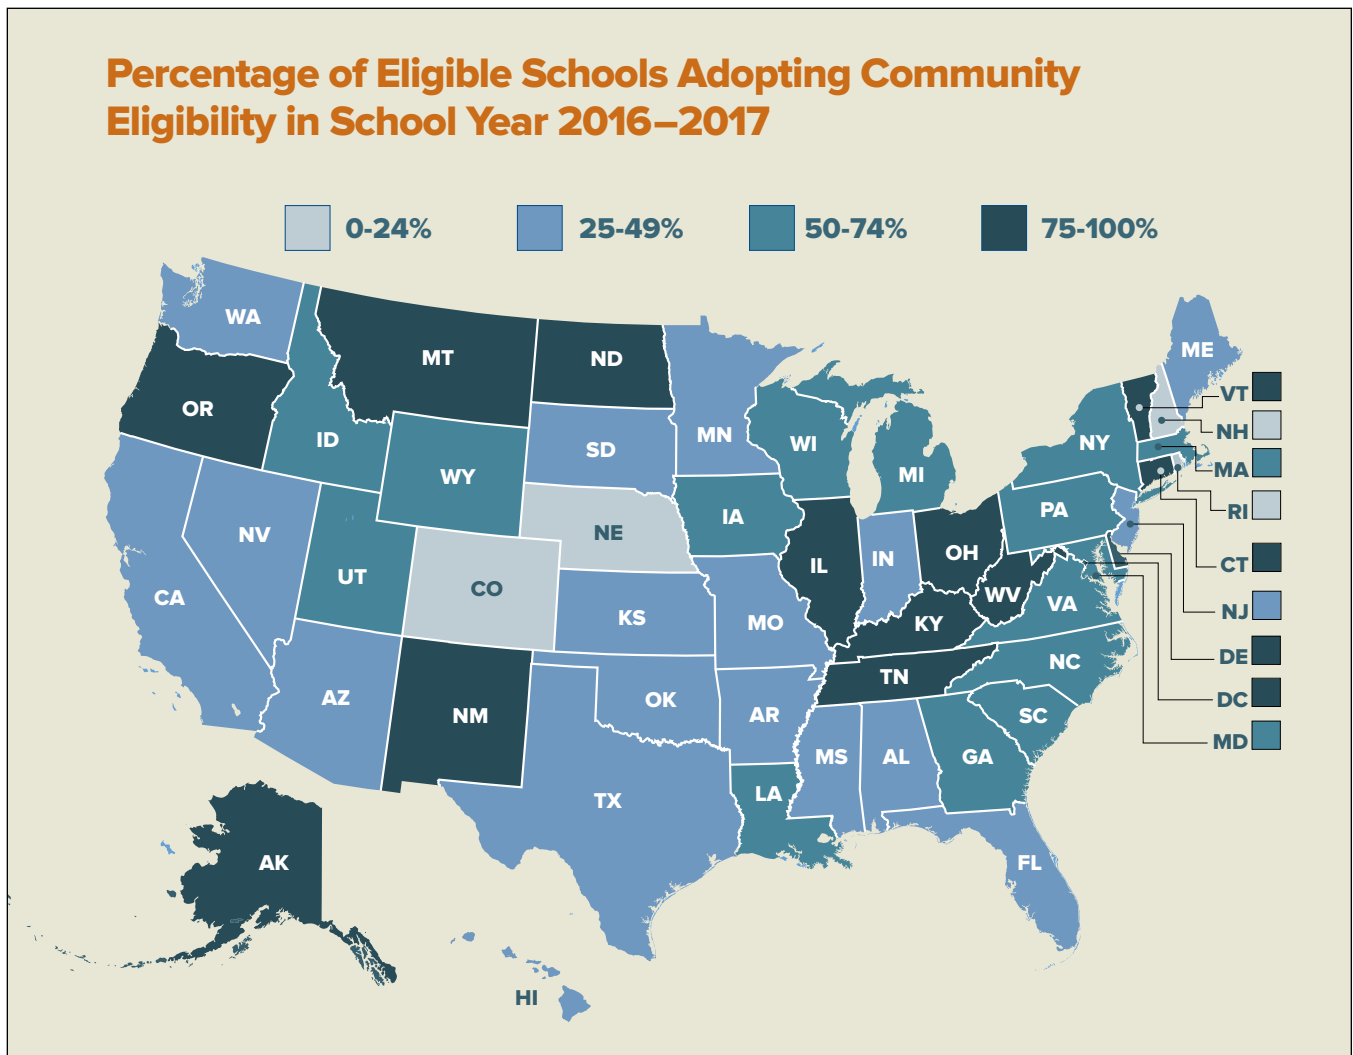 Percentage of Eligible Schools Adopting Community
Eligibility in School Year 2016–2017
0-24% 25-49% 50-74% 75-100%
WA
MT
ND
ME
OR
VT
ID
MN
NH
SD
WI
NY
MA
WY
MI
RI
IA
PA
NE
NV
IL
IN
OH
CT
UT
CO
WV
CA
KS
MO
KY
VA
NJ
TN
NC
DE
AZ
OK
DC
NM
AR
SC
MD
MS
AL
GA
TX
LA
AK
FL
HI